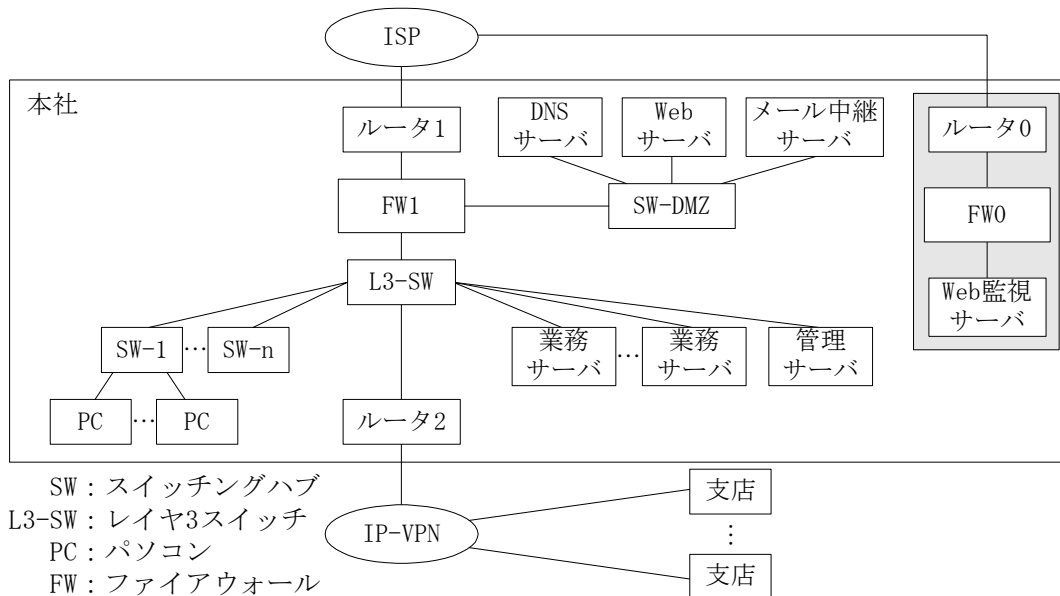 ISP
本社
ルータ1
DNS
サーバ
Web
サーバ
メール中継
サーバ
ルータ0
FW1
SW-DMZ
FW0
L3-SW
Web監視
サーバ
SW-1
…
SW-n
業務
サーバ
…
業務
サーバ
管理
サーバ
PC
…
PC
ルータ2
SW：スイッチングハブ
L3-SW：レイヤ3スイッチ
PC：パソコン
FW：ファイアウォール
IP-VPN
支店
⋮
支店